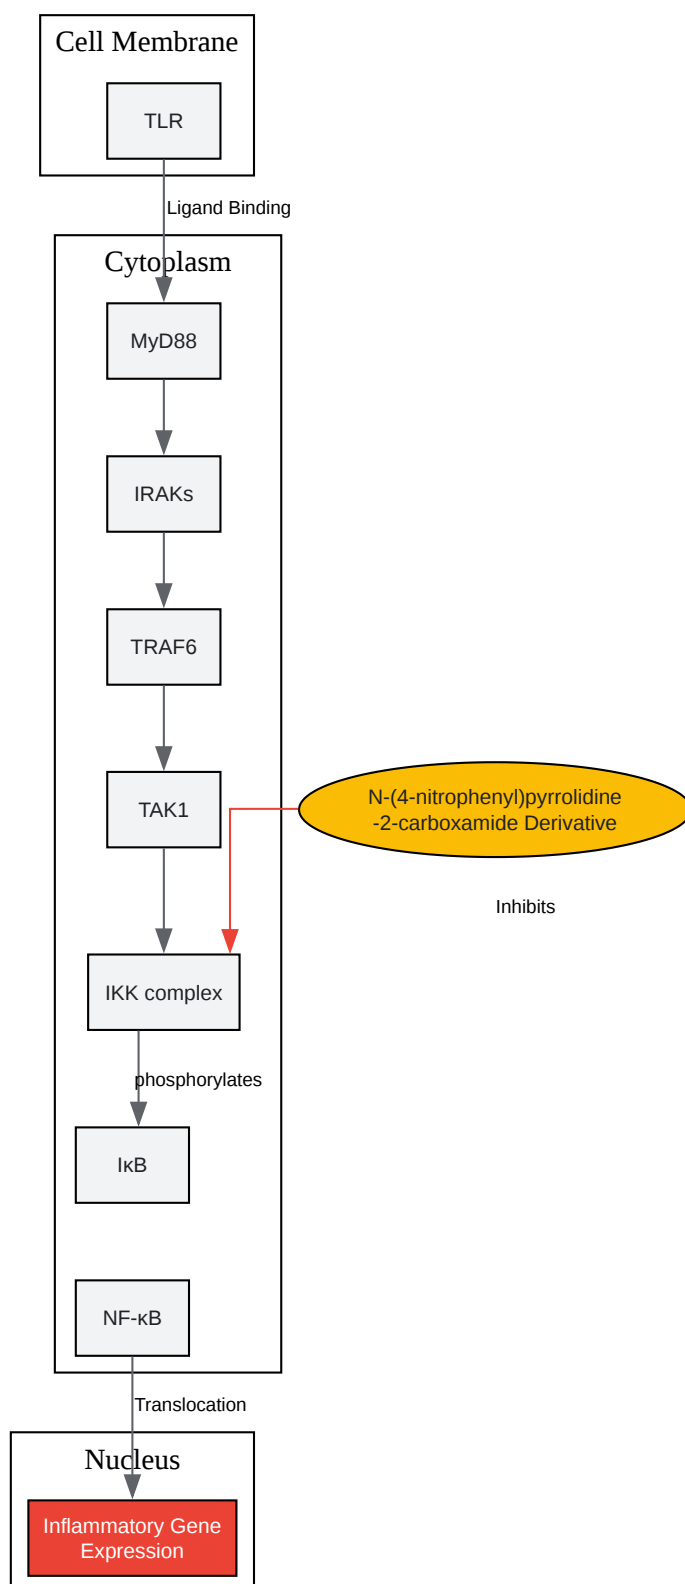 Cell Membrane
TLR
Ligand Binding
Cytoplasm
MyD88
IRAKs
TRAF6
TAK1
N-(4-nitrophenyl)pyrrolidine
-2-carboxamide Derivative
Inhibits
IKK complex
phosphorylates
IκB
NF-κB
Translocation
Nucleus
Inflammatory Gene
Expression